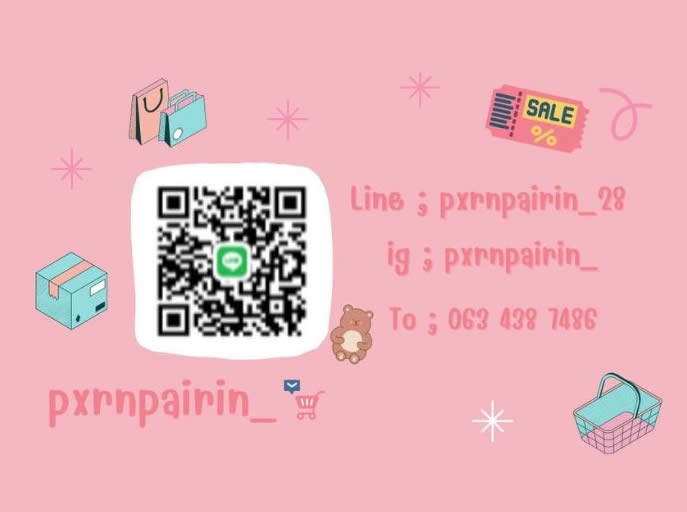 SALE
%
Line ; pxrnpairin_28
ig ; pxrnpairin_
To ; 063 438 7486
pxrnpairin_